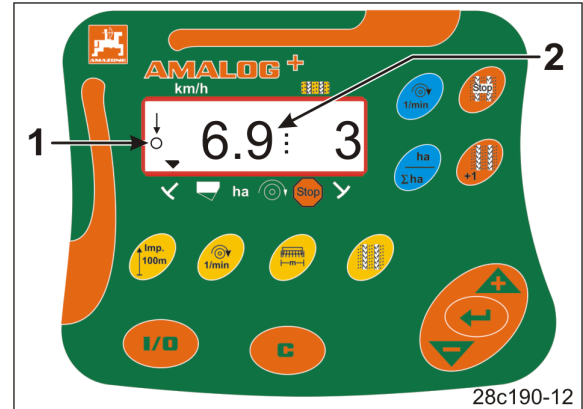 AMAZONE
AMALOG+
km/h
1
2
6.9 3
ha
Stop
1/min
Stop
ha
Σha
+1
Imp.
100m
1/min
m
I/O
C
+
−
28c190-12